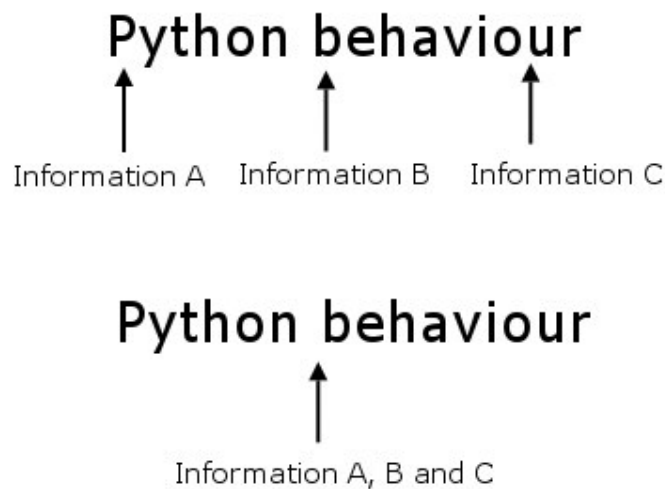 Python behaviour
Information A Information B Information C
Python behaviour
Information A, B and C